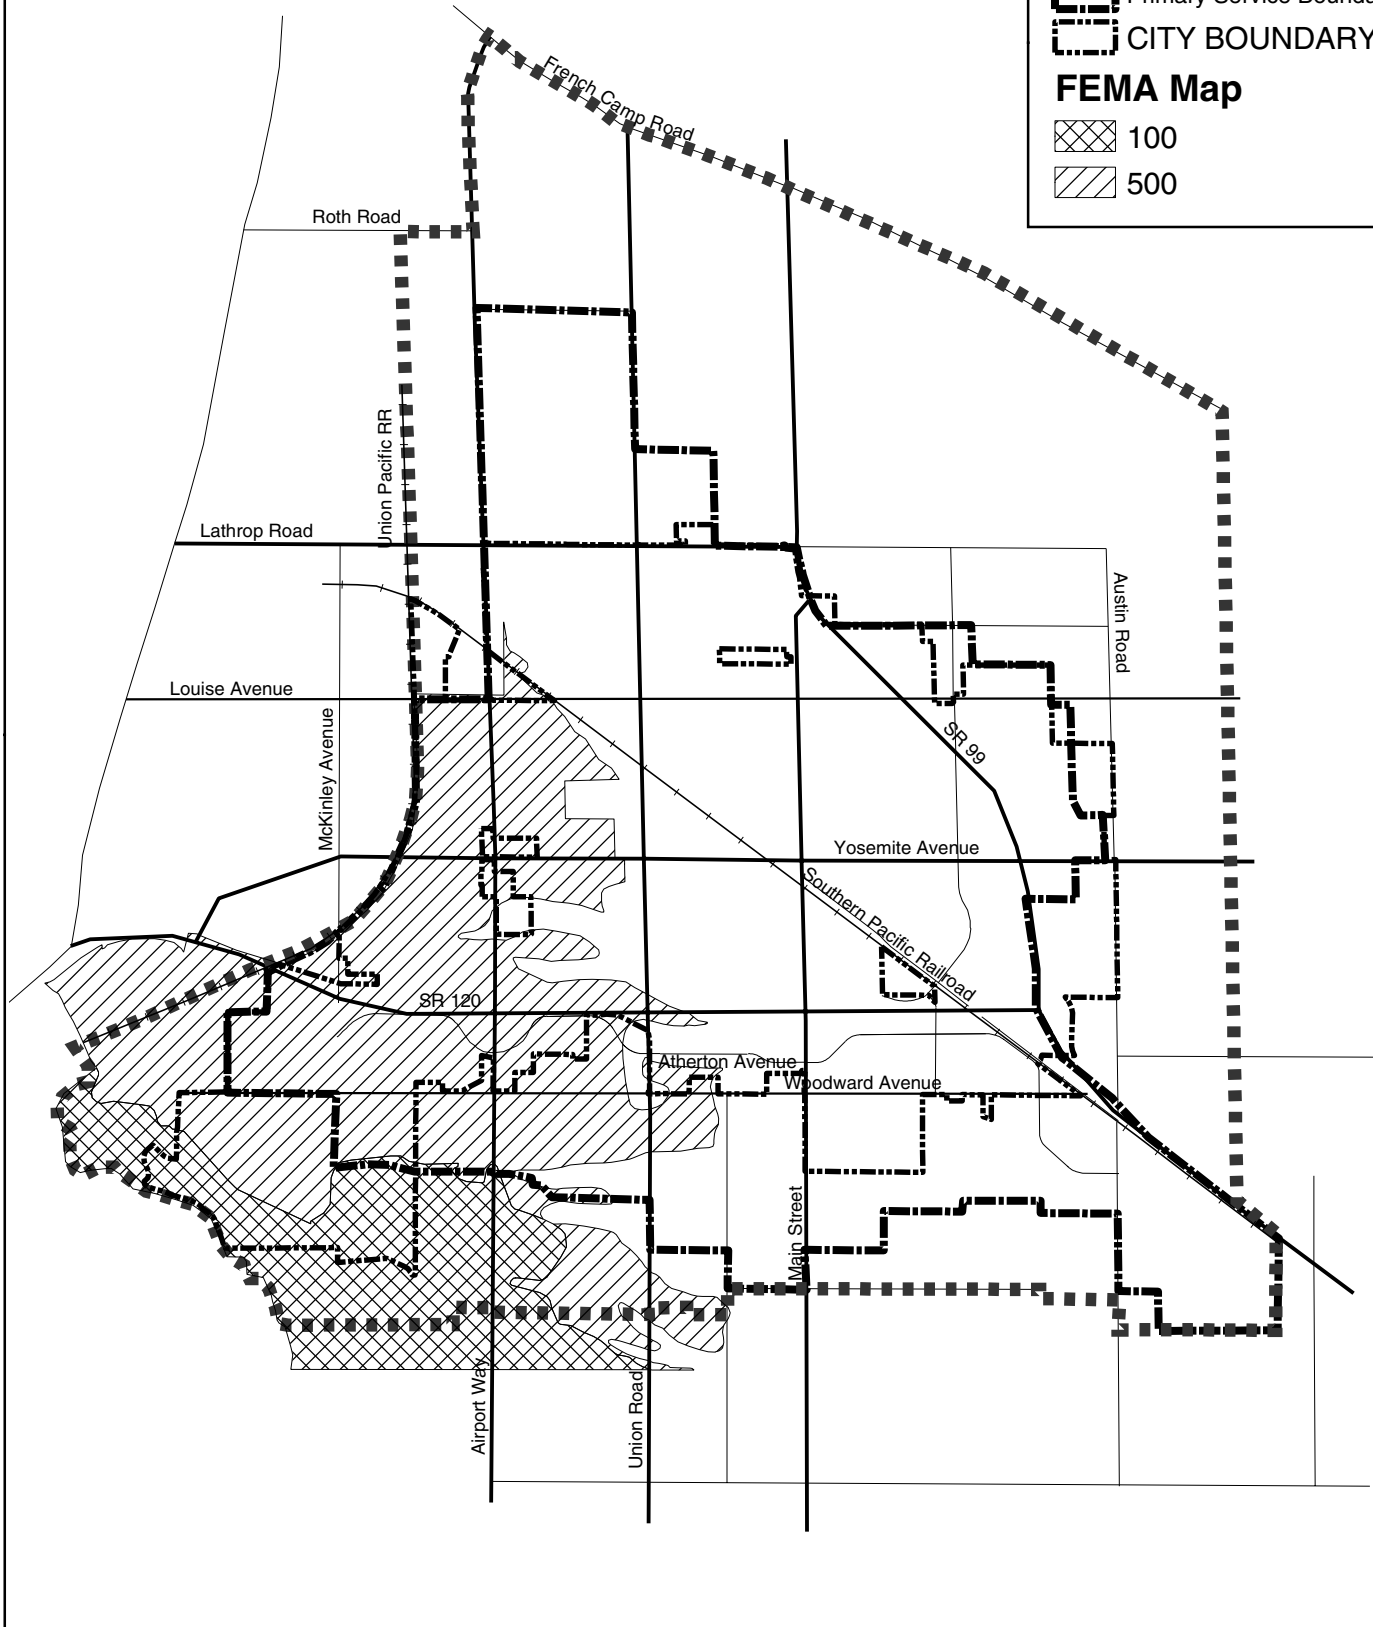 Primary Service
CITY BOUNDARY
FEMA Map
100
500
French Camp Road
Roth Road
Union Pacific RR
Lathrop Road
Austin Road
Louise Avenue
McKinley Avenue
SR 99
Yosemite Avenue
Southern Pacific Railroad
SR 120
Atherton Avenue
Woodward Avenue
Main Street
Airport Way
Union Road